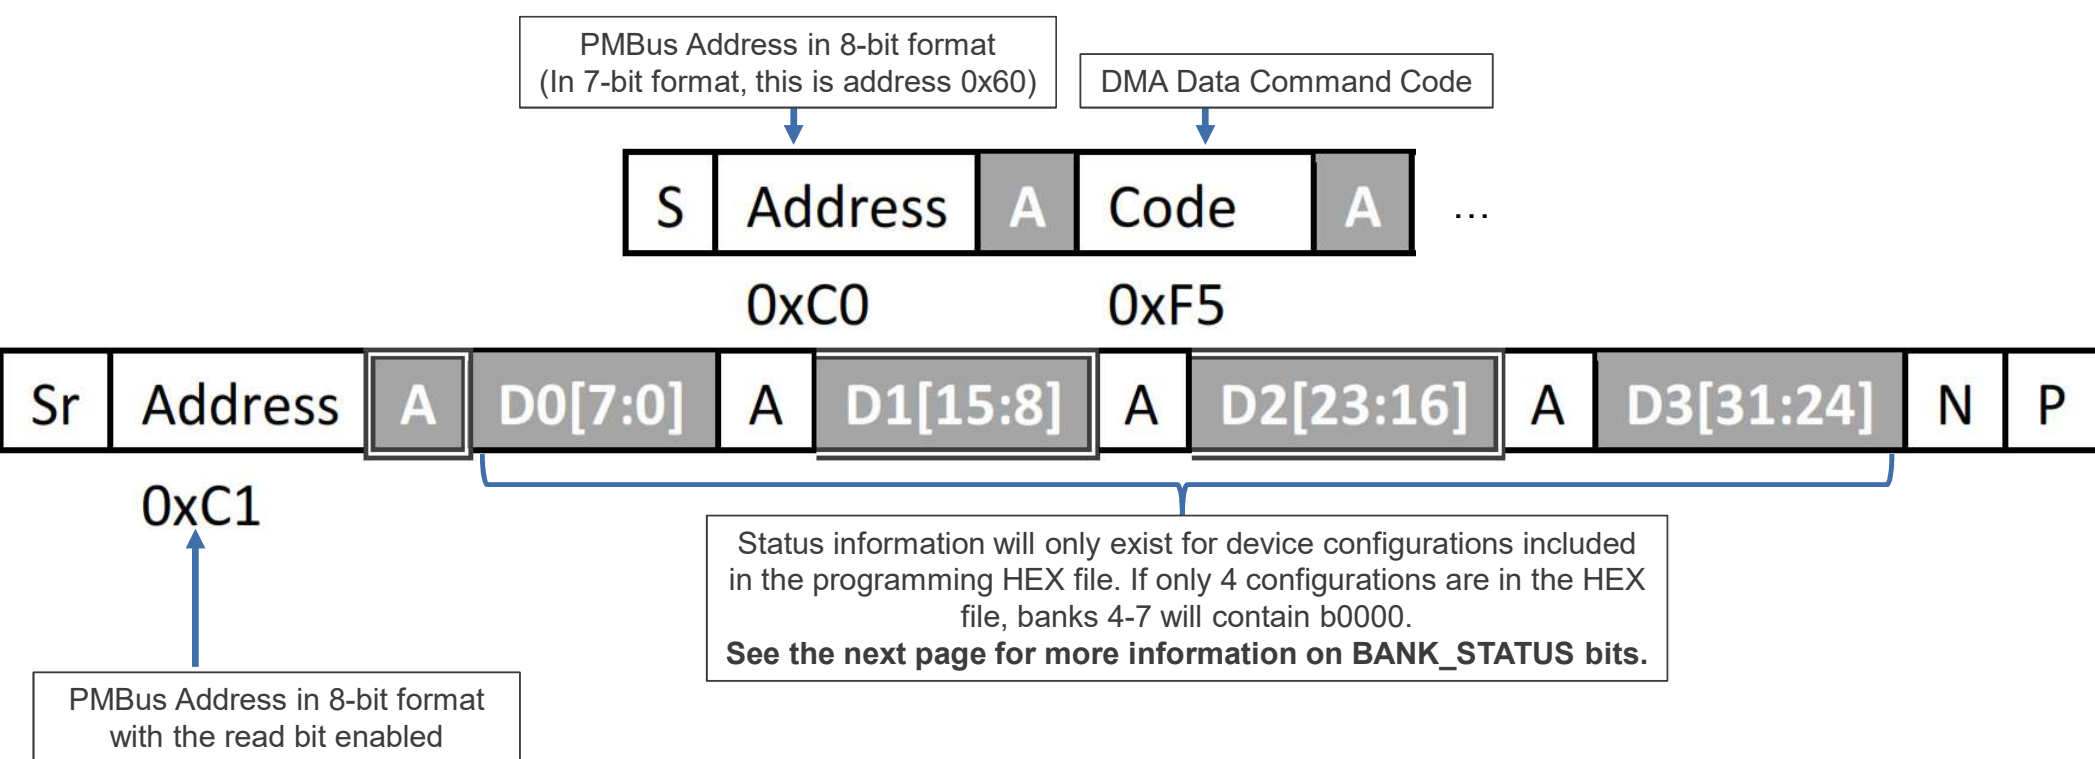 PMBus Address in 8-bit format
(In 7-bit format, this is address 0x60)
DMA Data Command Code
S Address A Code A ...
0xC0 0xF5
Sr Address A D0[7:0] A D1[15:8] A D2[23:16] A D3[31:24] N P
0xC1
Status information will only exist for device configurations included
in the programming HEX file. If only 4 configurations are in the HEX
file, banks 4-7 will contain b0000.
See the next page for more information on BANK_STATUS bits.
PMBus Address in 8-bit format
with the read bit enabled